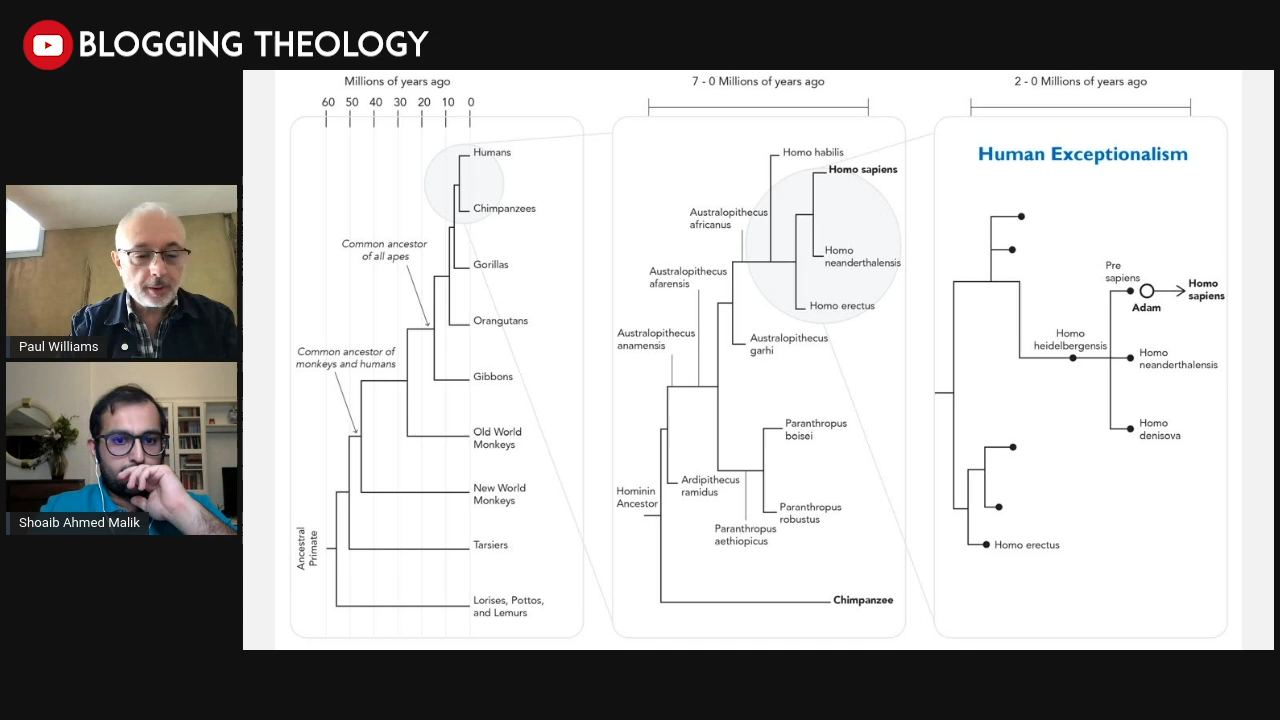 BLOGGING THEOLOGY
Paul Williams
Shoaib Ahmed Malik
Millions of years ago
60 50 40 30 20 10 0
Humans
Chimpanzees
Common ancestor
of all apes
Gorillas
Orangutans
Common ancestor of
monkeys and humans
Gibbons
Old World
Monkeys
New World
Monkeys
Ancestral
Primate
Tarsiers
Lorises, Pottos,
and Lemurs
7 - 0 Millions of years ago
Homo habilis
Homo sapiens
Australopithecus
africanus
Homo
neanderthalensis
Australopithecus
afarensis
Homo erectus
Australopithecus
anamensis
Australopithecus
garhi
Paranthropus
boisei
Ardipithecus
ramidus
Hominin
Ancestor
Paranthropus
robustus
Paranthropus
aethiopicus
Chimpanzee
2 - 0 Millions of years ago
Human Exceptionalism
Pre
sapiens
Homo
sapiens
Adam
Homo
heidelbergensis
Homo
neanderthalensis
Homo
denisova
Homo erectus